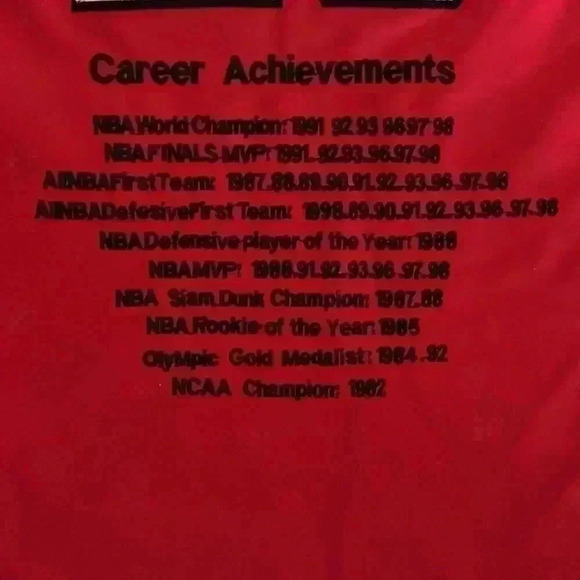 Career Achievements
NBA World Champion: 1991 92.93 96 97 98
NBA FINALS MVP: 1991..92..93..96..97..98
All NBA First Team: 1987..88..89..90..91..92..93..96..97..98
All NBA Defesive First Team: 1998..89..90..91..92..93..96..97..98
NBA Defensive player of the Year: 1988
NBA MVP: 1988..91..92..93.96..97..98
NBA Slam.Dunk Champion: 1987..88
NBA.Rookie of the Year: 1985
OlyMpic Gold Medalist: 1984..92
NCAA Champion: 1982